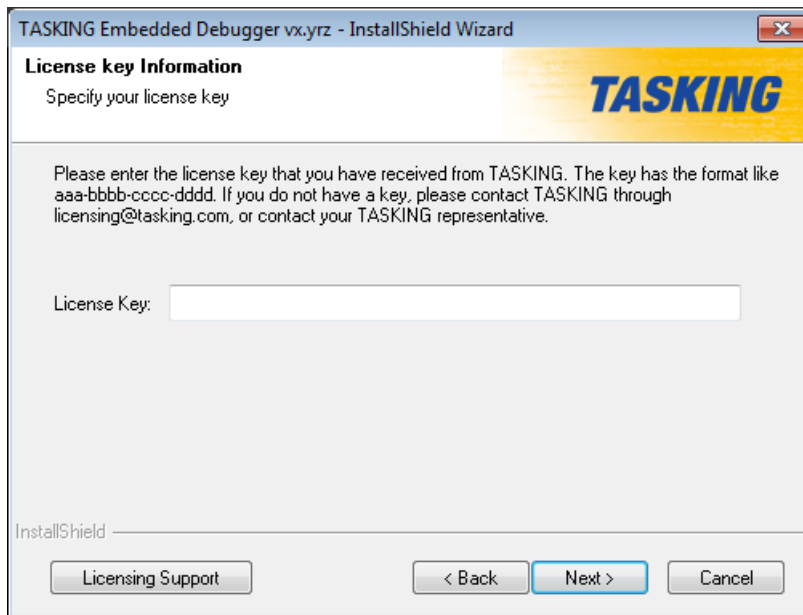 TASKING Embedded Debugger vx.yrz - InstallShield Wizard
License key Information
Specify your license key
TASKING
Please enter the license key that you have received from TASKING. The key has the format like
aaa-bbbb-cccc-dddd. If you do not have a key, please contact TASKING through
licensing@tasking.com, or contact your TASKING representative.
License Key:
InstallShield
Licensing Support
< Back
Next >
Cancel